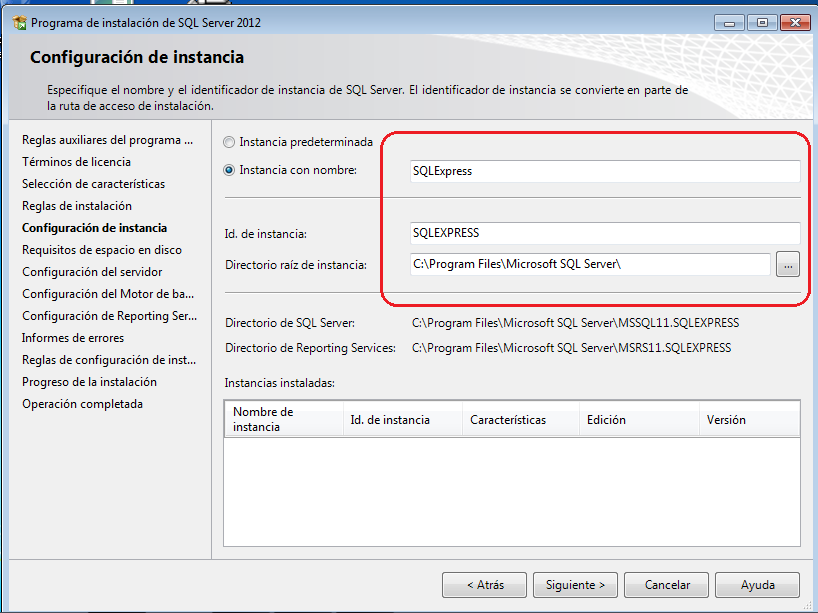 Programa de instalación de SQL Server 2012
Configuración de instancia
Especifique el nombre y el identificador de instancia de SQL Server. El identificador de instancia se convierte en parte de
la ruta de acceso de instalación.
Reglas auxiliares del programa ...
Términos de licencia
Selección de características
Reglas de instalación
Configuración de instancia
Requisitos de espacio en disco
Configuración del servidor
Configuración del Motor de ba...
Configuración de Reporting Ser...
Informes de errores
Reglas de configuración de inst...
Progreso de la instalación
Operación completada
Instancia predeterminada
Instancia con nombre: SQLExpress
Id. de instancia: SQLEXPRESS
Directorio raíz de instancia: C:\Program Files\Microsoft SQL Server\ ...
Directorio de SQL Server: C:\Program Files\Microsoft SQL Server\MSSQL11.SQLEXPRESS
Directorio de Reporting Services: C:\Program Files\Microsoft SQL Server\MSRS11.SQLEXPRESS
Instancias instaladas:
Nombre de
instancia Id. de instancia Características Edición Versión
< Atrás Siguiente > Cancelar Ayuda